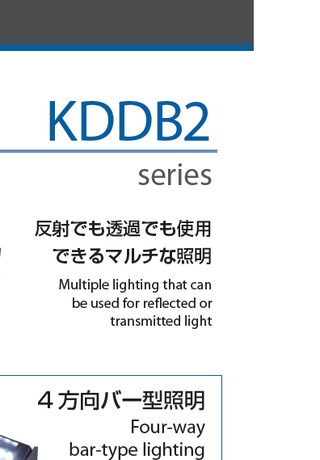 KDDB2
series
反射でも透過でも使用
できるマルチな照明
Multiple lighting that can
be used for reflected or
transmitted light
4方向バー型照明
Four-way
bar-type lighting